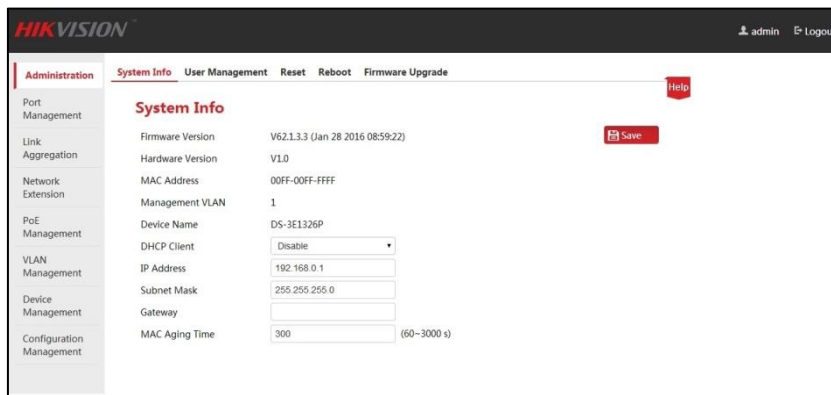 HIKVISION
admin Logou
Administration
Port
Management
Link
Aggregation
Network
Extension
PoE
Management
VLAN
Management
Device
Management
Configuration
Management
System Info User Management Reset Reboot Firmware Upgrade
Help
System Info
Save
Firmware Version V62.1.3.3 (Jan 28 2016 08:59:22)
Hardware Version V1.0
MAC Address 00FF-00FF-FFFF
Management VLAN 1
Device Name DS-3E1326P
DHCP Client Disable
IP Address 192.168.0.1
Subnet Mask 255.255.255.0
Gateway
MAC Aging Time 300 (60~3000 s)